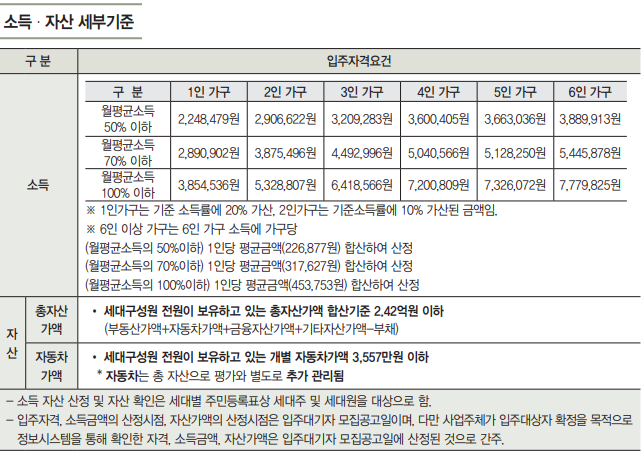 소득 · 자산 세부기준
구 분 입주자격요건
소득
구 분 1인 가구 2인 가구 3인 가구 4인 가구 5인 가구 6인 가구
월평균소득 50% 이하 2,248,479원 2,906,622원 3,209,283원 3,600,405원 3,663,036원 3,889,913원
월평균소득 70% 이하 2,890,902원 3,875,496원 4,492,996원 5,040,566원 5,128,250원 5,445,878원
월평균소득 100% 이하 3,854,536원 5,328,807원 6,418,566원 7,200,809원 7,326,072원 7,779,825원
※ 1인가구는 기준 소득률에 20% 가산, 2인가구는 기준소득률에 10% 가산된 금액임.
※ 6인 이상 가구는 6인 가구 소득에 가구당
(월평균소득의 50%이하) 1인당 평균금액(226,877원) 합산하여 산정
(월평균소득의 70%이하) 1인당 평균금액(317,627원) 합산하여 산정
(월평균소득의 100%이하) 1인당 평균금액(453,753원) 합산하여 산정
자산
총자산 가액
• 세대구성원 전원이 보유하고 있는 총자산가액 합산기준 2.42억원 이하
(부동산가액+자동차가액+금융자산가액+기타자산가액-부채)
자동차 가액
• 세대구성원 전원이 보유하고 있는 개별 자동차가액 3,557만원 이하
* 자동차는 총 자산으로 평가와 별도로 추가 관리됨
– 소득 자산 산정 및 자산 확인은 세대별 주민등록표상 세대주 및 세대원을 대상으로 함.
– 입주자격, 소득금액의 산정시점, 자산가액의 산정시점은 입주대기자 모집공고일이며, 다만 사업주체가 입주대상자 확정을 목적으로
정보시스템을 통해 확인한 자격, 소득금액, 자산가액은 입주대기자 모집공고일에 산정된 것으로 간주.